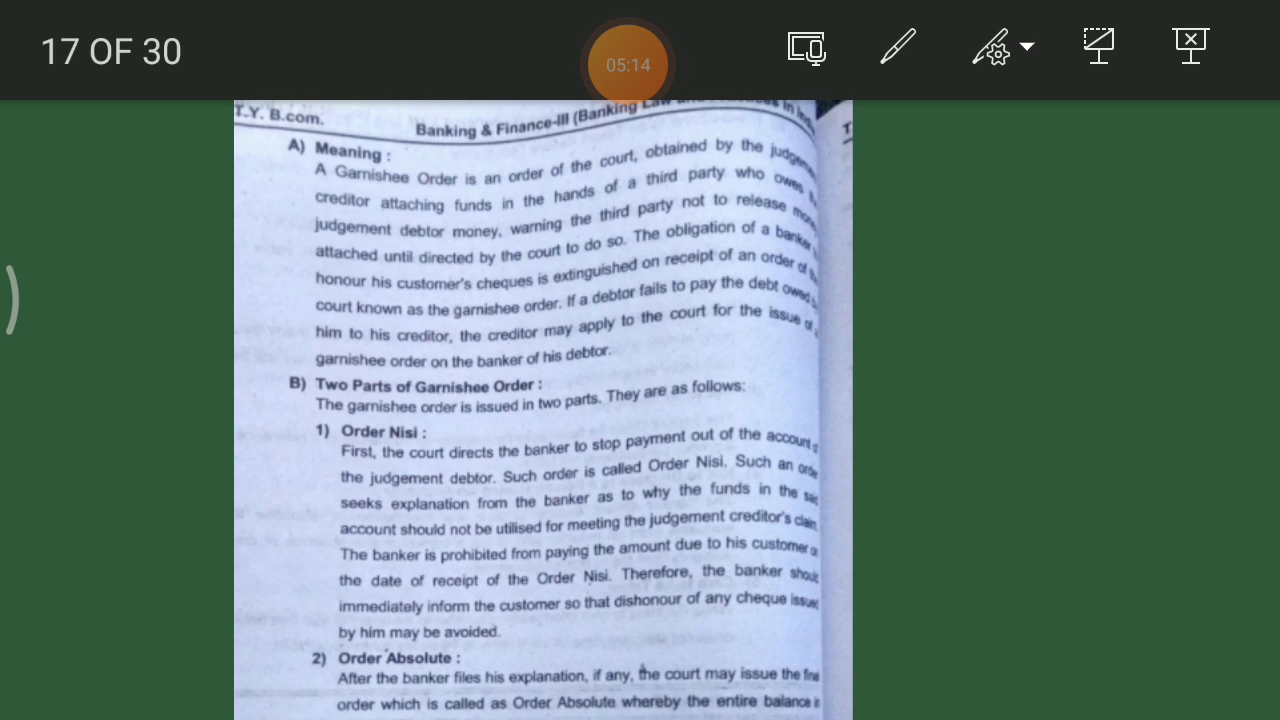 17 OF 30
05:14
T.Y. B.com.
Banking & Finance-III (Banking Law and Practices in
T.
A) Meaning :
A Garnishee Order is an order of the court, obtained by the
creditor attaching funds in the hands of a third party who owes
judgement debtor money, warning the third party not to release
attached until directed by the court to do so. The obligation of a banker
honour his customer's cheques is extinguished on receipt of an order of
court known as the garnishee order. If a debtor fails to pay the debt owed
him to his creditor, the creditor may apply to the court for the issue of
garnishee order on the banker of his debtor.
B) Two Parts of Garnishee Order :
The garnishee order is issued in two parts. They are as follows:
1) Order Nisi :
First, the court directs the banker to stop payment out of the account
the judgement debtor. Such order is called Order Nisi. Such an
seeks explanation from the banker as to why the funds in the
account should not be utilised for meeting the judgement creditor's claim
The banker is prohibited from paying the amount due to his customer
the date of receipt of the Order Nisi. Therefore, the banker should
immediately inform the customer so that dishonour of any cheque issued
by him may be avoided.
2) Order Absolute :
After the banker files his explanation, if any, the court may issue the
order which is called as Order Absolute whereby the entire balance